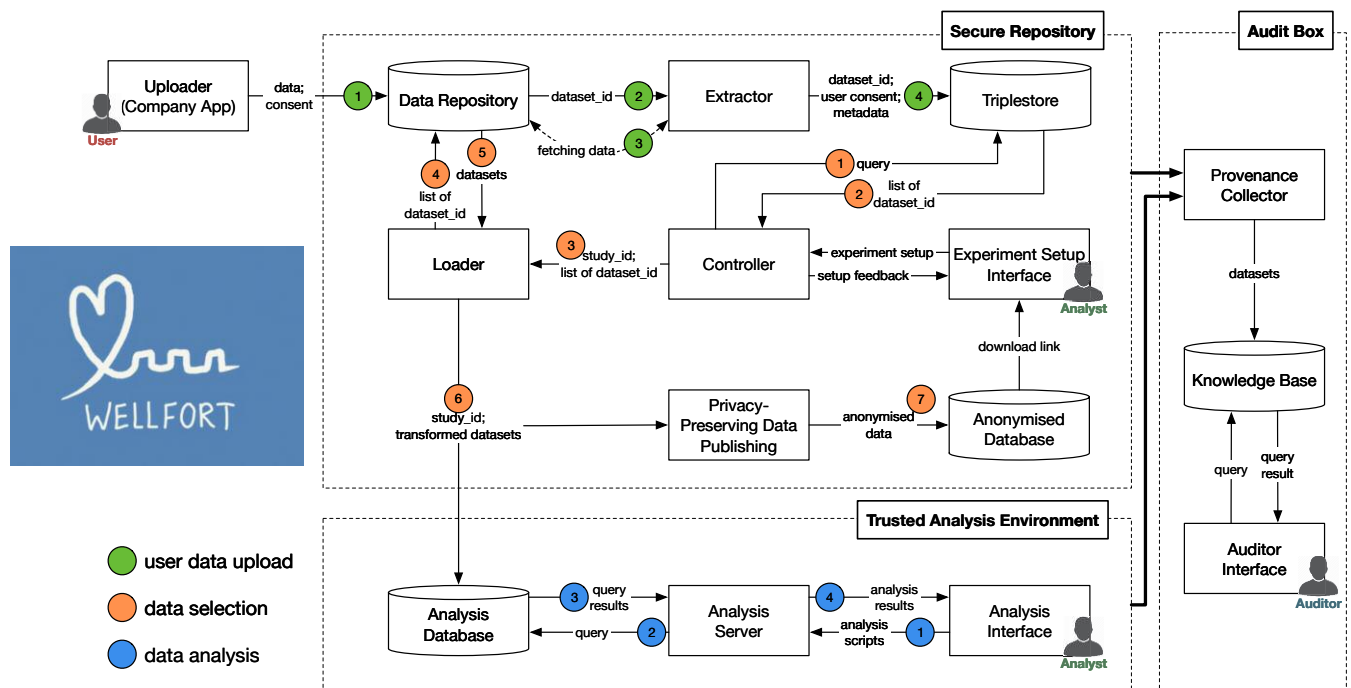 Secure Repository
Audit Box
Uploader
(Company App)
User
data;
consent
1
Data Repository
dataset_id
2
Extractor
dataset_id;
user consent;
metadata
4
Triplestore
fetching data
3
5
datasets
4
list of
dataset_id
1
query
2
list of
dataset_id
Provenance
Collector
Loader
3
study_id;
list of dataset_id
Controller
experiment setup
setup feedback
Experiment Setup
Interface
Analyst
datasets
download link
WELLFORT
6
study_id;
transformed datasets
Privacy-
Preserving Data
Publishing
7
anonymised
data
Anonymised
Database
Knowledge Base
query
query
result
Trusted Analysis Environment
Auditor
Interface
Auditor
user data upload
data selection
data analysis
Analysis
Database
3
query
results
query
2
Analysis
Server
4
analysis
results
analysis
scripts
1
Analysis
Interface
Analyst